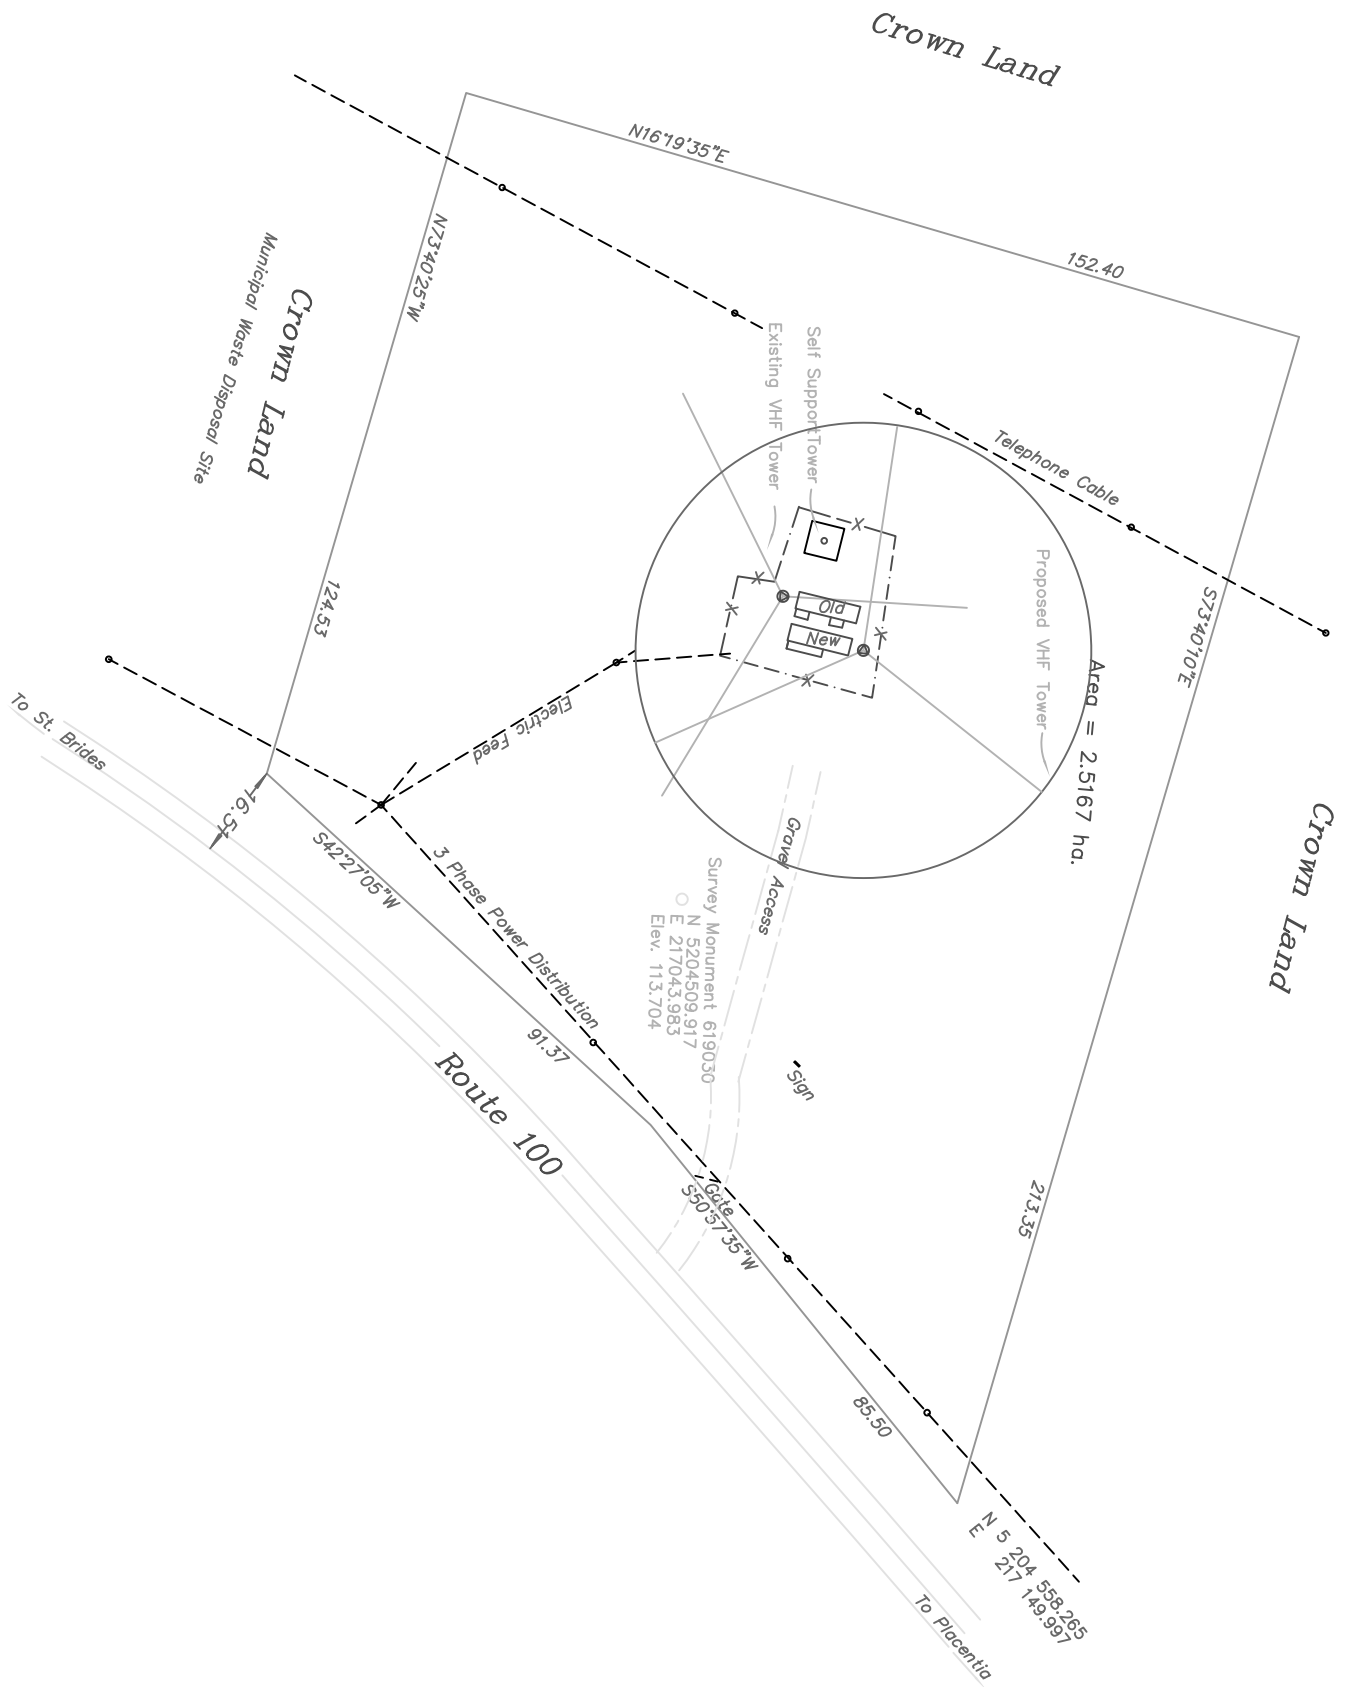 Crown Land
N16°19'35"E
152.40
N73°40'25"W
Crown Land
Municipal Waste Disposal Site
Self Support Tower
Existing VHF Tower
Telephone Cable
Proposed VHF Tower
S73°40'10"E
Old
New
124.53
Area = 2.5167 ha.
Electric Feed
To St. Brides
16.51
S42°27'05"W
3 Phase Power Distribution
Gravel Access
Crown Land
Survey Monument 619030
N 5204509.917
E 217043.983
Elev. 113.704
91.37
Sign
Route 100
Gate
S50°57'35"W
213.35
85.50
N 5 204 558.265
E 217 149.997
To Placentia